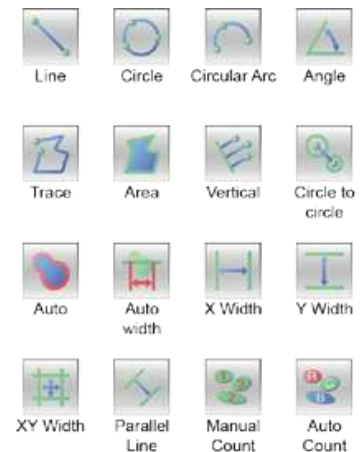 Line Circle Circular Arc Angle
Trace Area Vertical Circle to
circle
Auto Auto
width X Width Y Width
XY Width Parallel
Line Manual
Count Auto
Count